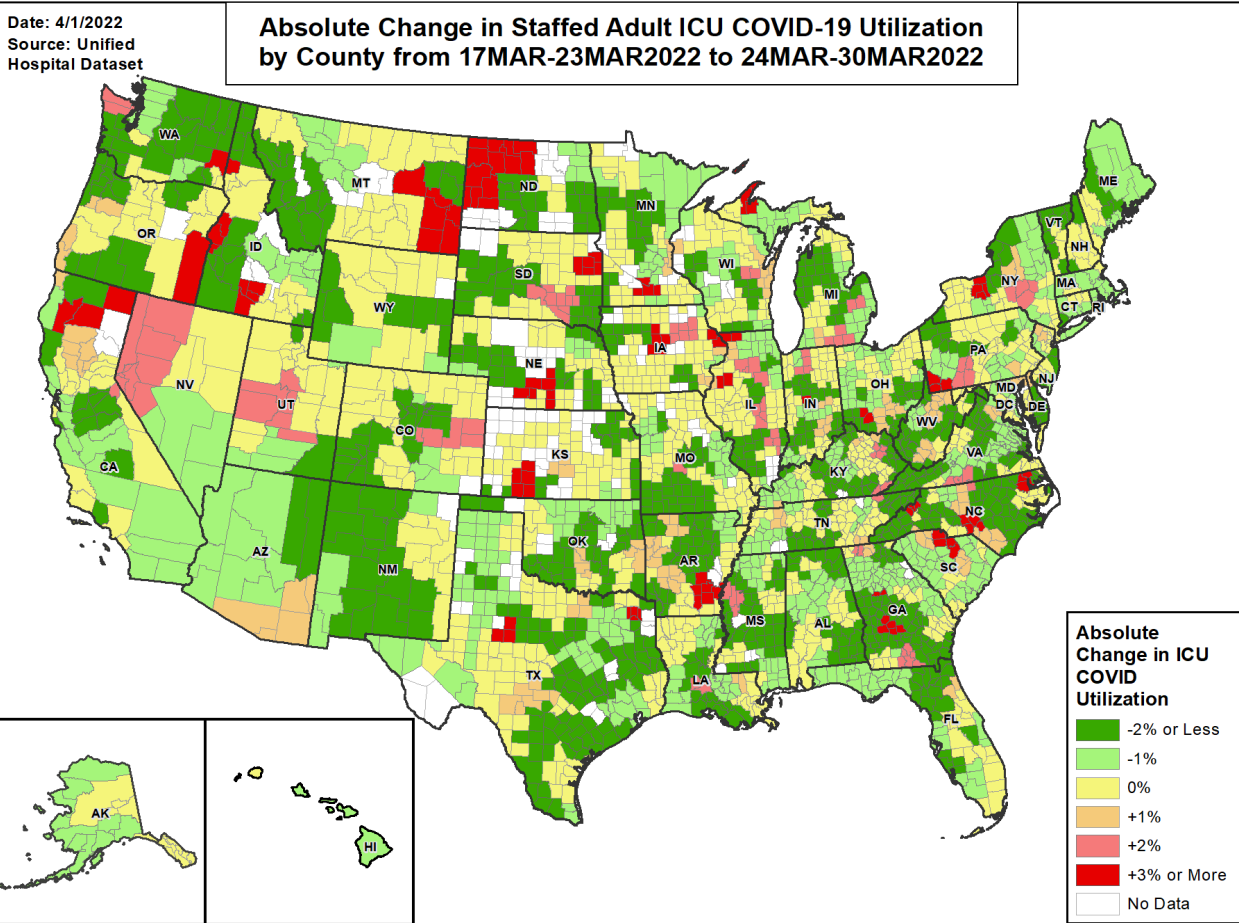 Date: 4/1/2022
Source: Unified
Hospital Dataset
Absolute Change in Staffed Adult ICU COVID-19 Utilization
by County from 17MAR-23MAR2022 to 24MAR-30MAR2022
WA
MT
ND
MN
ME
OR
ID
SD
WI
MI
VT
NH
NY
MA
CT
RI
WY
IA
NE
PA
NJ
NV
UT
CO
IL
IN
OH
MD
DC
DE
WV
VA
CA
KS
MO
KY
AZ
NM
OK
AR
TN
NC
SC
MS
AL
GA
TX
LA
FL
AK
HI
Absolute
Change in ICU
COVID
Utilization
-2% or Less
-1%
0%
+1%
+2%
+3% or More
No Data